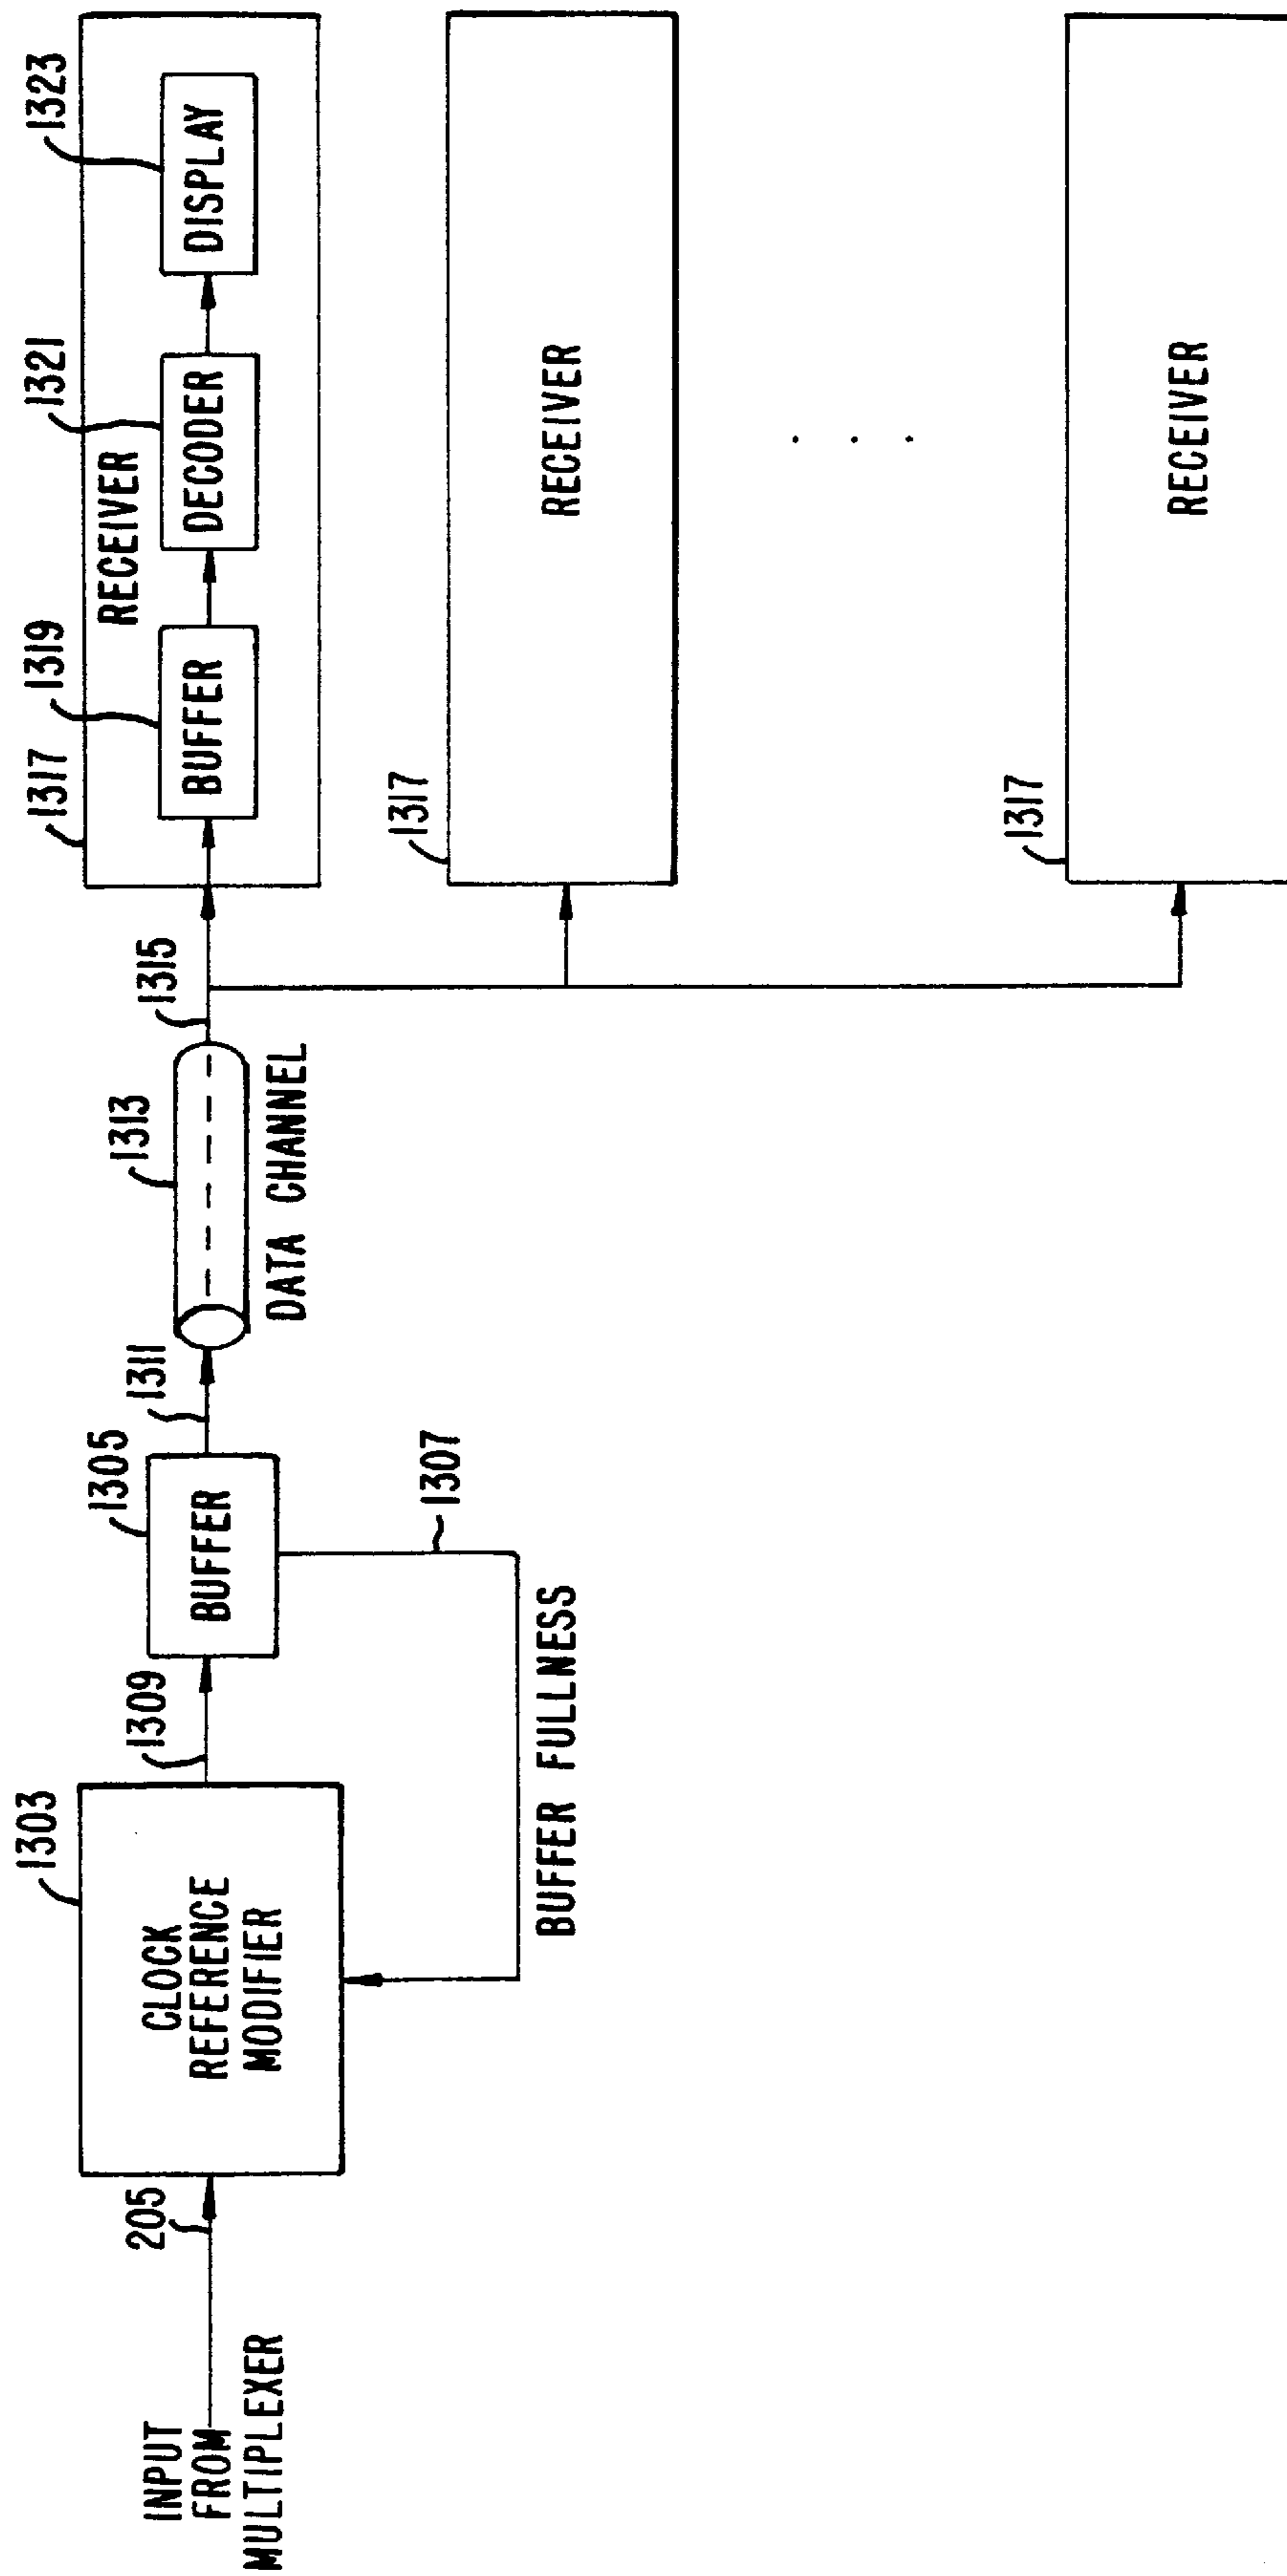 INPUT
FROM
MULTIPLEXER
205
1303
CLOCK
REFERENCE
MODIFIER
1309
1305
BUFFER
1307
BUFFER FULLNESS
1311
1313
DATA CHANNEL
1315
1317
RECEIVER
1319
BUFFER
1321
DECODER
1323
DISPLAY
1317
RECEIVER
. . .
1317
RECEIVER